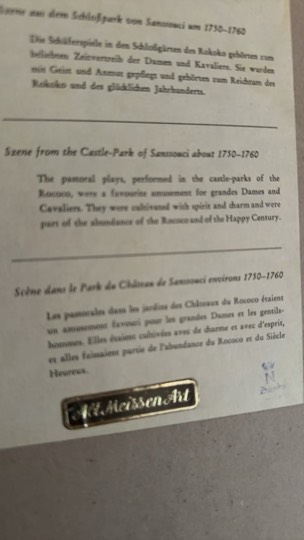 Szene aus dem Schloßpark von Sanssouci um 1750-1760
Die Schäferspiele in den Schloßgärten des Rokoko gehörten zum
beliebten Zeitvertreib der Damen und Kavaliere. Sie wurden
mit Geist und Anmut gepflegt und gehörten zum Reichtum des
Rokoko und des glücklichen Jahrhunderts.
Szene from the Castle-Park of Sanssouci about 1750-1760
The pastoral plays, performed in the castle-parks of the
Rococo, were a favourite amusement for grandes Dames and
Cavaliers. They were cultivated with spirit and charm and were
part of the abundance of the Rococo and of the Happy Century.
Scène dans le Park du Château de Sanssouci environs 1750-1760
Les pastorales dans les jardins des Châteaux du Rococo étaient
un amusement favori pour les grandes Dames et les gentils-
hommes. Elles étaient cultivées avec de charme et avec d'esprit,
et alles faissaient partie de l'abundance du Rococo et du Siècle
Heureux.
N
Alt Meissen Art